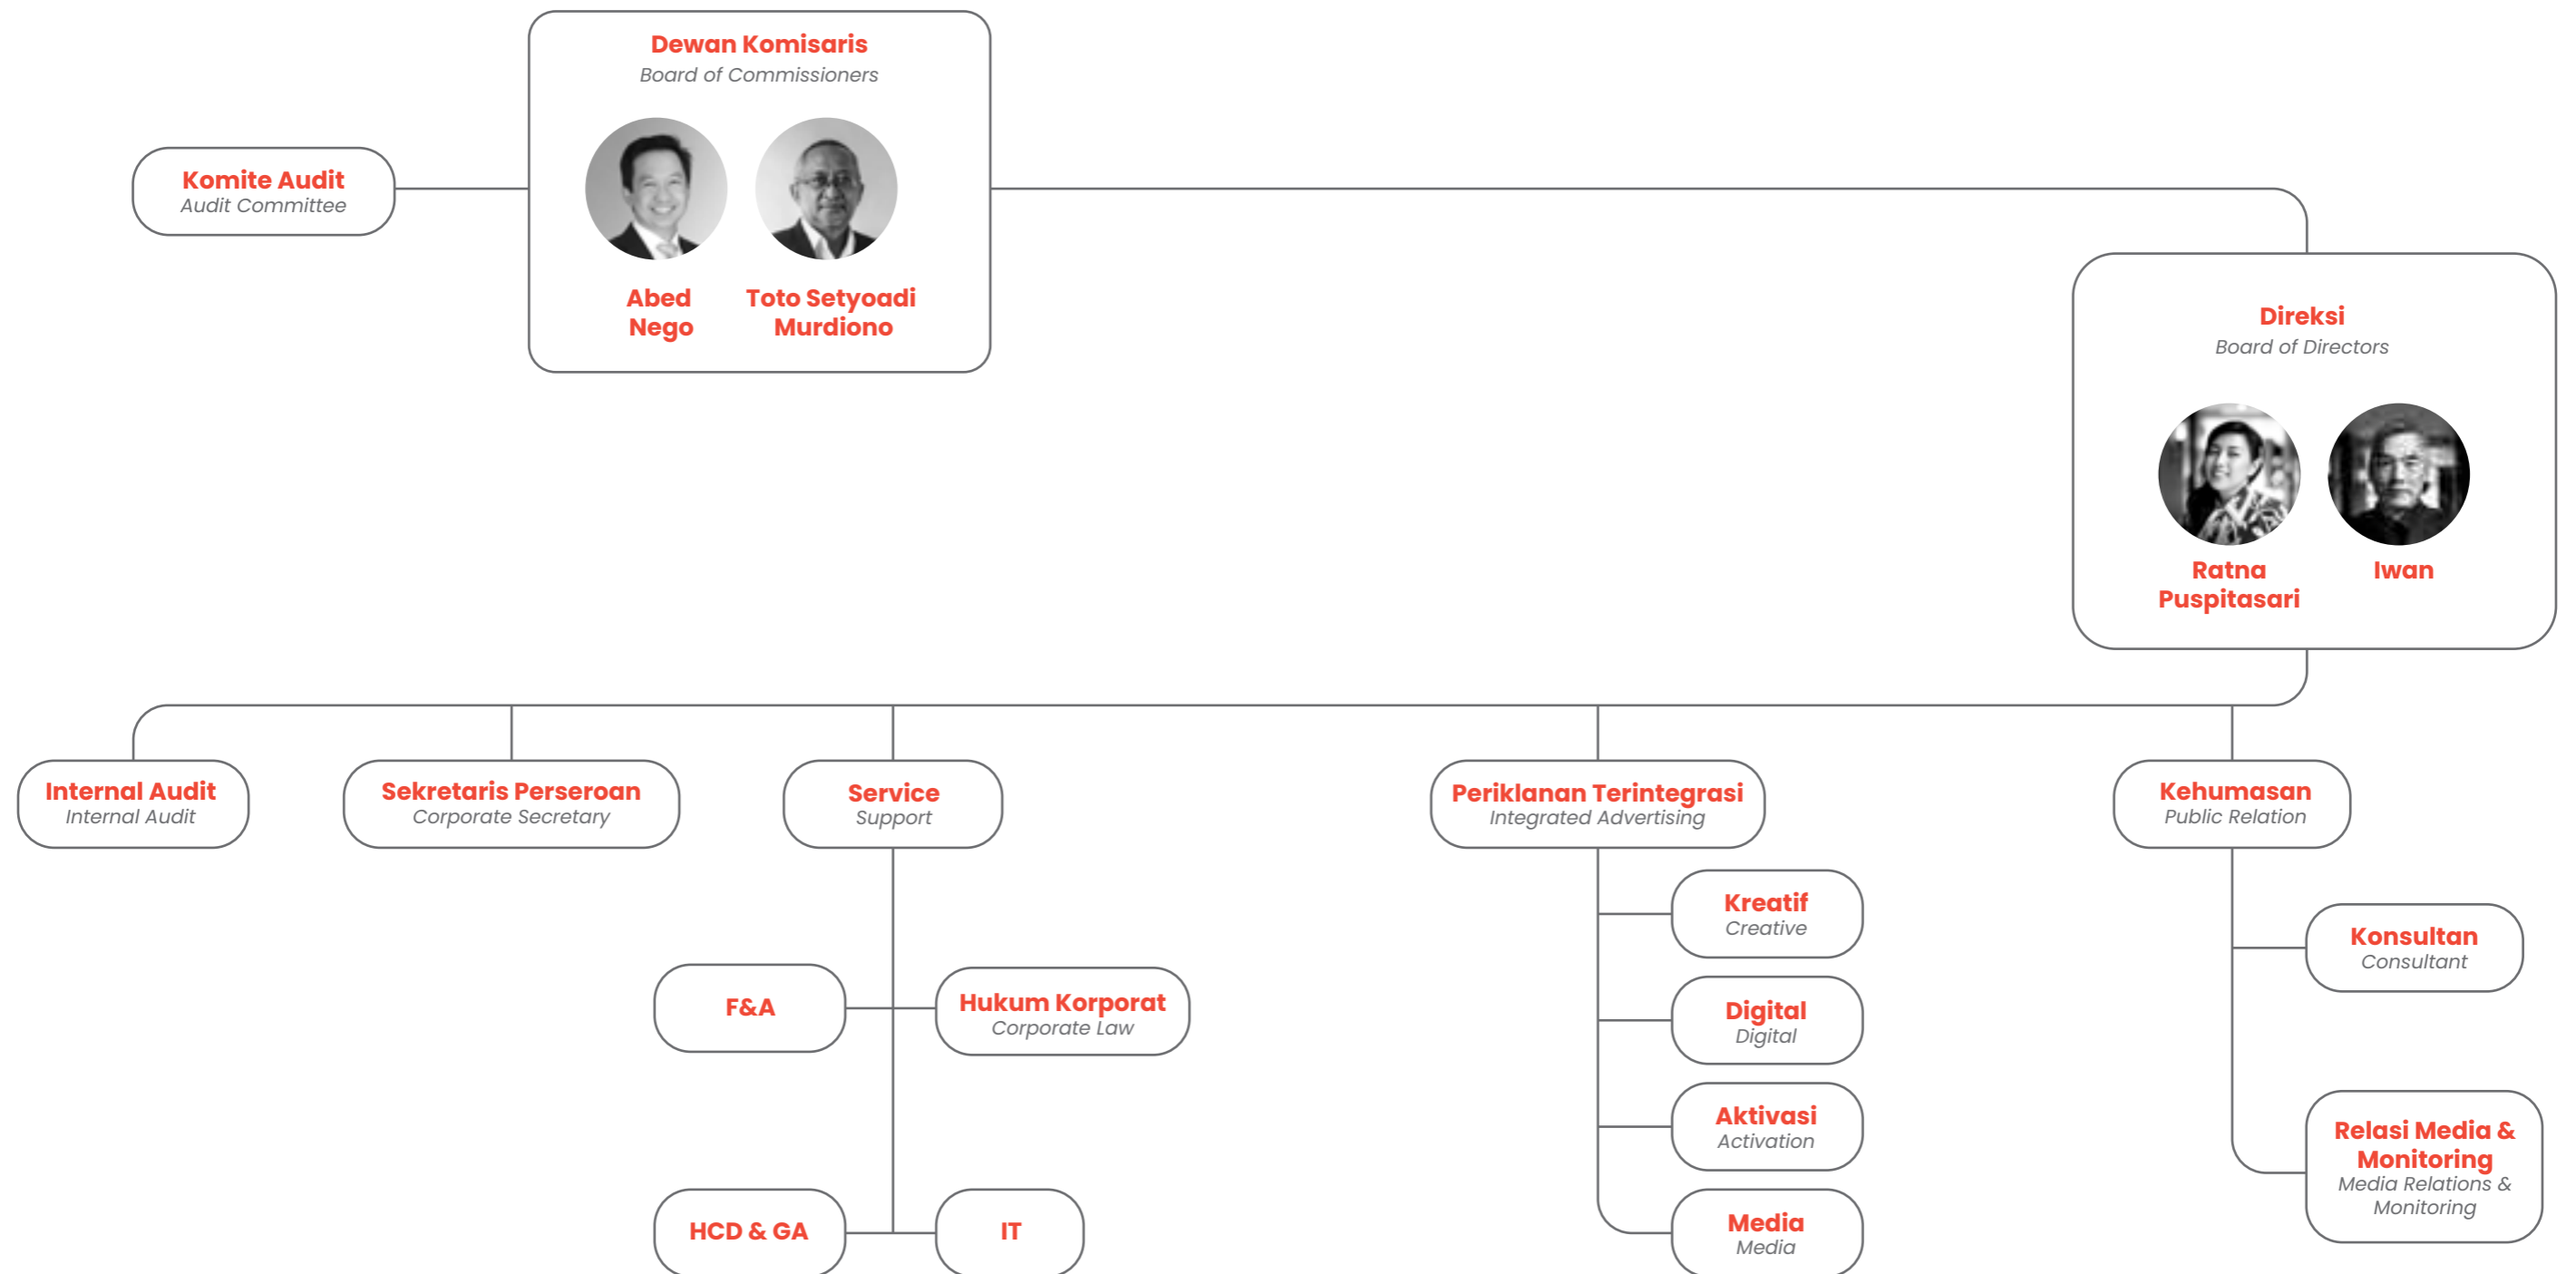 Dewan Komisaris
Board of Commissioners
Komite Audit
Audit Committee
Abed
Nego
Toto Setyoadi
Murdiono
Direksi
Board of Directors
Ratna
Puspitasari
Iwan
Internal Audit
Internal Audit
Sekretaris Perseroan
Corporate Secretary
Service
Support
Periklanan Terintegrasi
Integrated Advertising
Kehumasan
Public Relation
F&A
Hukum Korporat
Corporate Law
HCD & GA
IT
Kreatif
Creative
Digital
Digital
Aktivasi
Activation
Media
Media
Konsultan
Consultant
Relasi Media &
Monitoring
Media Relations &
Monitoring